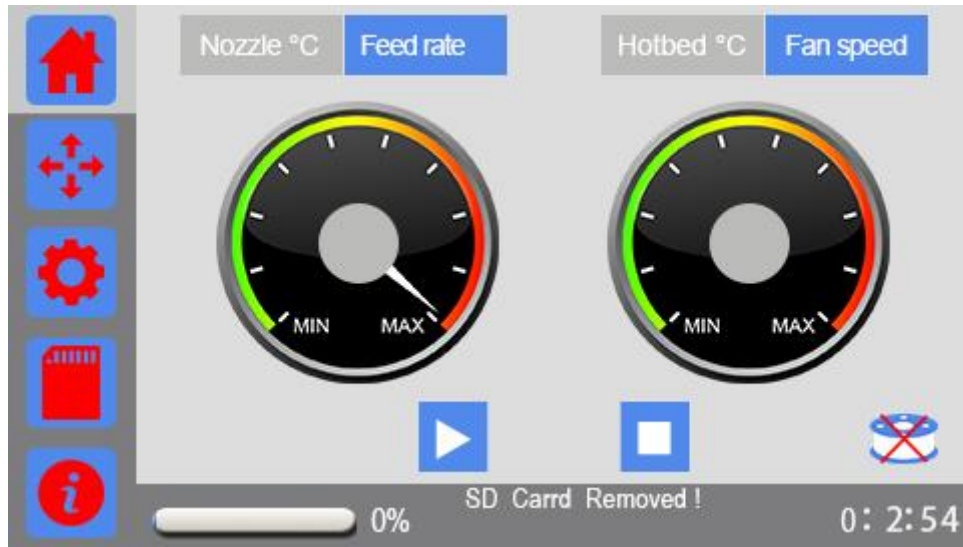 Nozzle °C Feed rate
Hotbed °C Fan speed
MIN MAX
MIN MAX
i
SD Carrd Removed !
0%
0: 2:54